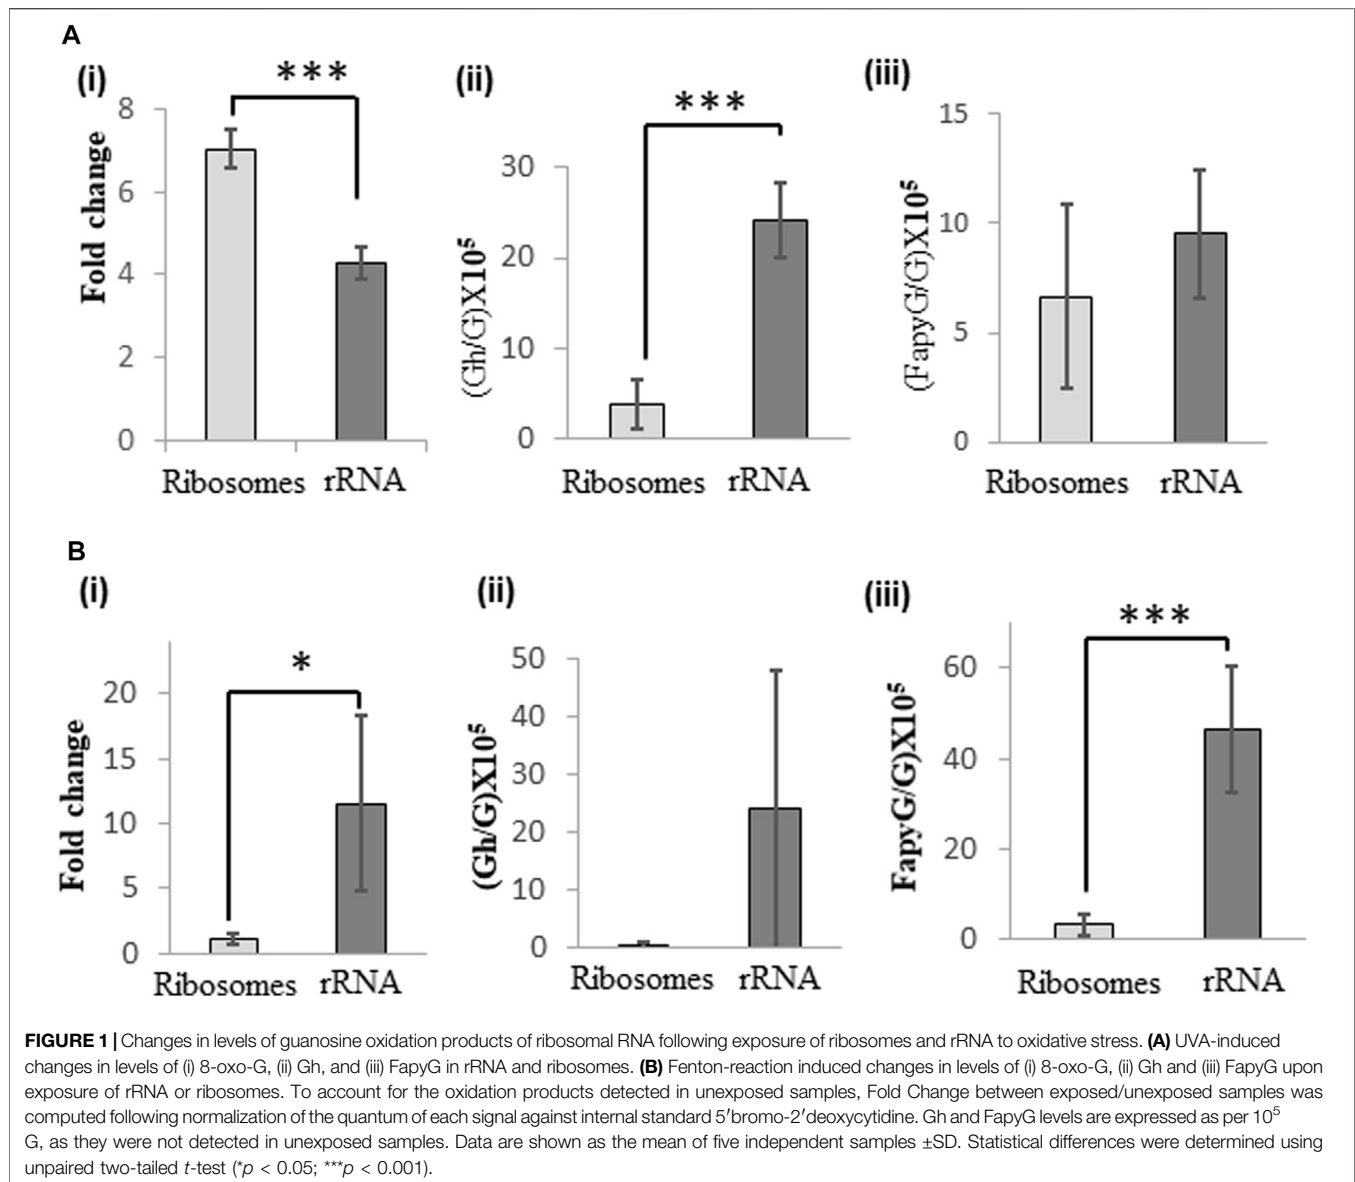 A
(i)
***
Fold change
8
6
4
2
0
Ribosomes rRNA
(ii)
***
(Gh/G)X10⁵
30
20
10
0
Ribosomes rRNA
(iii)
(FapyG/G)X10⁵
15
10
5
0
Ribosomes rRNA
B
(i)
*
Fold change
20
15
10
5
0
Ribosomes rRNA
(ii)
(Gh/G)X10⁵
50
40
30
20
10
0
Ribosomes rRNA
(iii)
***
FapyG/G)X10⁵
60
40
20
0
Ribosomes rRNA
FIGURE 1 | Changes in levels of guanosine oxidation products of ribosomal RNA following exposure of ribosomes and rRNA to oxidative stress. (A) UVA-induced
changes in levels of (i) 8-oxo-G, (ii) Gh, and (iii) FapyG in rRNA and ribosomes. (B) Fenton-reaction induced changes in levels of (i) 8-oxo-G, (ii) Gh and (iii) FapyG upon
exposure of rRNA or ribosomes. To account for the oxidation products detected in unexposed samples, Fold Change between exposed/unexposed samples was
computed following normalization of the quantum of each signal against internal standard 5′bromo-2′deoxycytidine. Gh and FapyG levels are expressed as per 10⁵
G, as they were not detected in unexposed samples. Data are shown as the mean of five independent samples ±SD. Statistical differences were determined using
unpaired two-tailed t-test (*p < 0.05; ***p < 0.001).